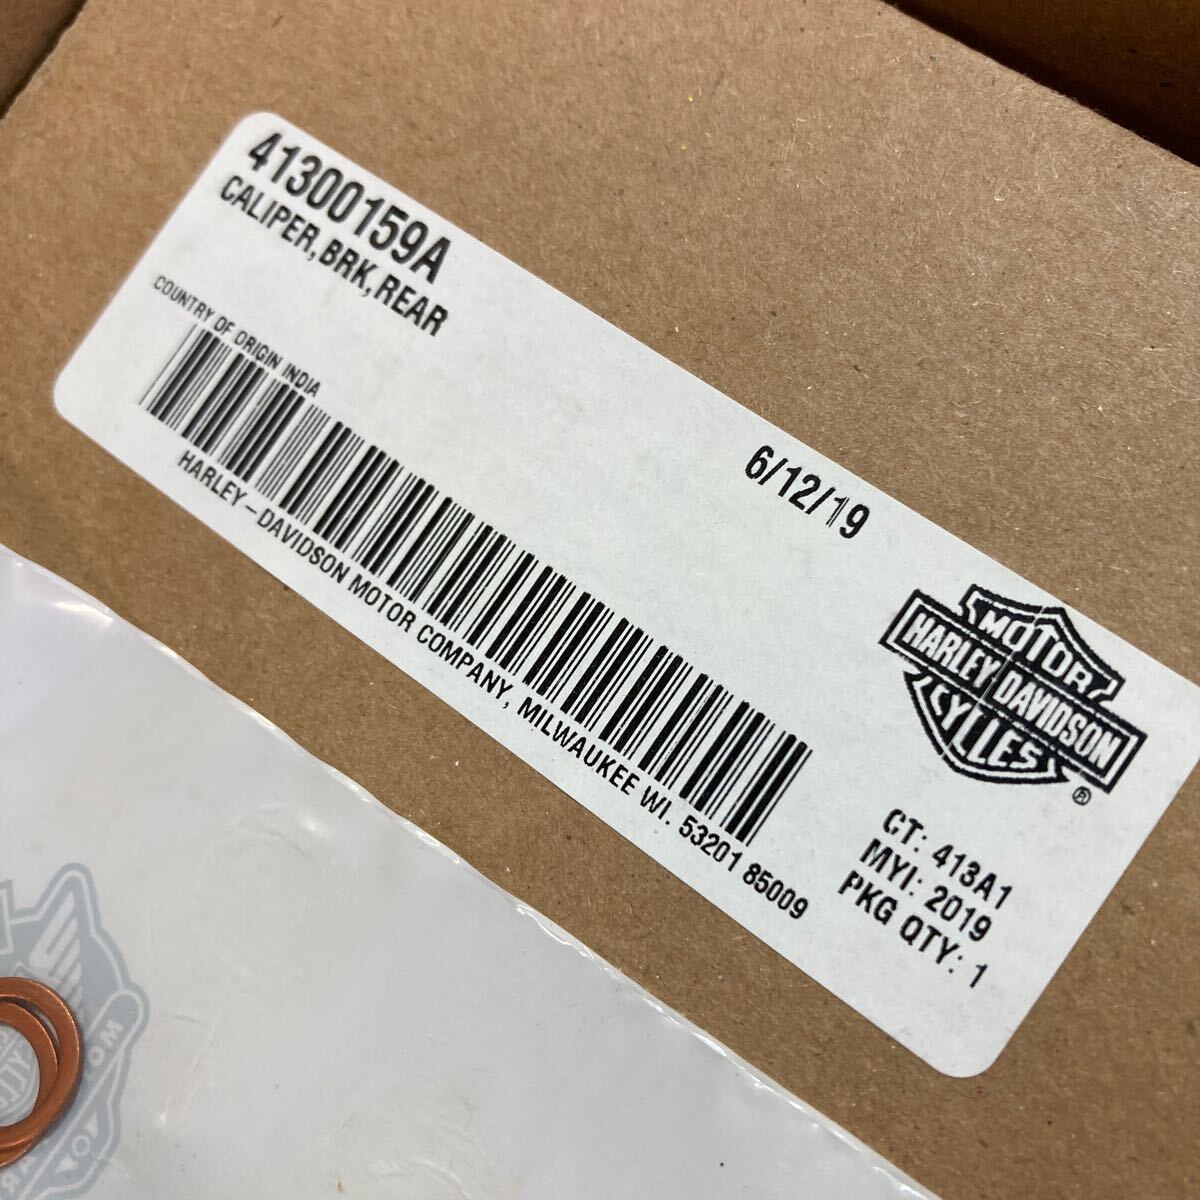 41300159A
CALIPER,BRK,REAR
COUNTRY OF ORIGIN INDIA
6/12/19
HARLEY-DAVIDSON MOTOR COMPANY, MILWAUKEE WI. 53201 85009
MOTOR
HARLEY-DAVIDSON
CYCLES
®
CT: 413A1
MYI: 2019
PKG QTY: 1